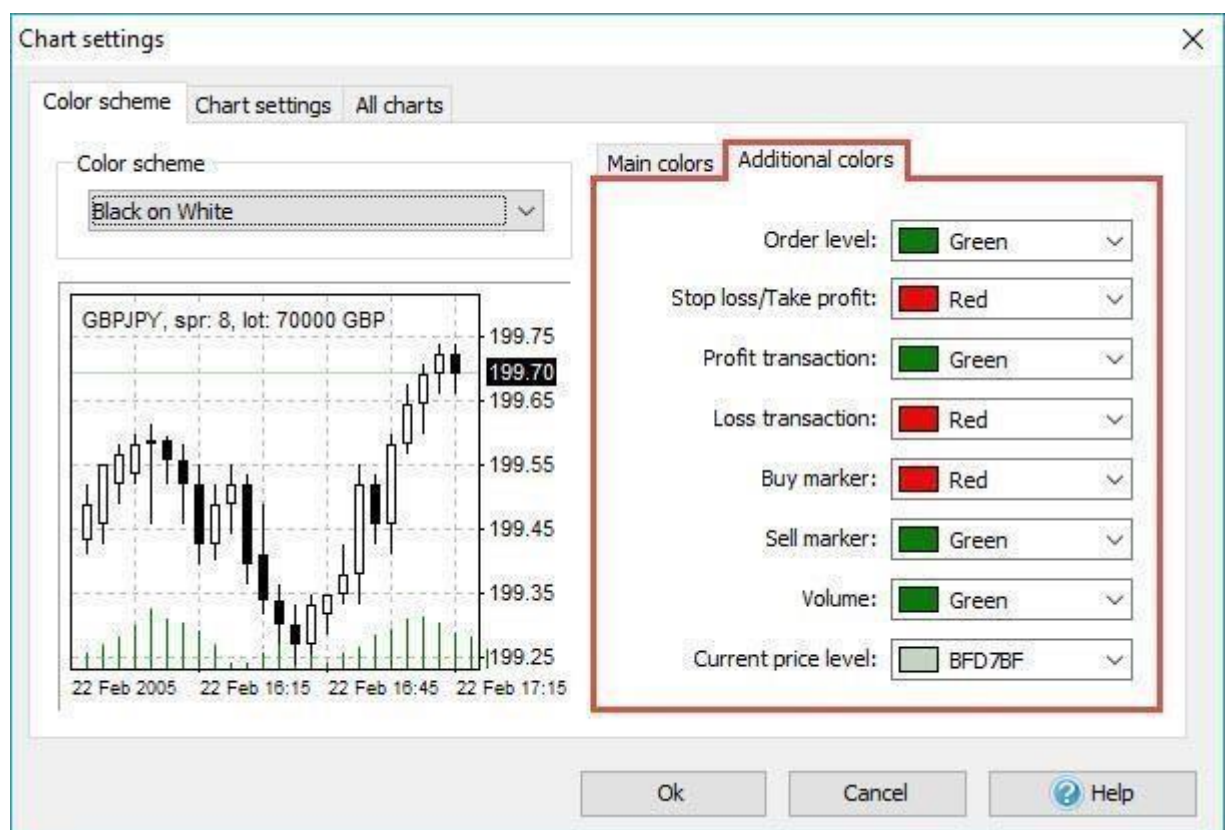 Chart settings
Color scheme Chart settings All charts
Color scheme
Black on White
GBPJPY, spr: 8, lot: 70000 GBP
199.75
199.70
199.65
199.55
199.45
199.35
199.25
22 Feb 2005 22 Feb 16:15 22 Feb 16:45 22 Feb 17:15
Main colors Additional colors
Order level: Green
Stop loss/Take profit: Red
Profit transaction: Green
Loss transaction: Red
Buy marker: Red
Sell marker: Green
Volume: Green
Current price level: BFD7BF
Ok Cancel Help